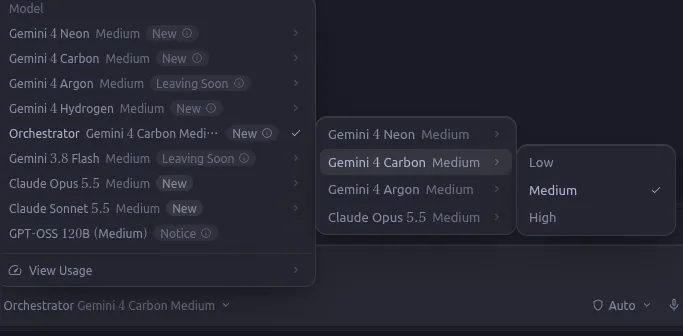 Model
Gemini 4 Neon Medium New
Gemini 4 Carbon Medium New
Gemini 4 Argon Medium Leaving Soon
Gemini 4 Hydrogen Medium New
Orchestrator Gemini 4 Carbon Medi··· New
Gemini 3.8 Flash Medium Leaving Soon
Claude Opus 5.5 Medium New
Claude Sonnet 5.5 Medium New
GPT-OSS 120B (Medium) Notice
View Usage
Gemini 4 Neon Medium
Gemini 4 Carbon Medium
Gemini 4 Argon Medium
Claude Opus 5.5 Medium
Low
Medium
High
Orchestrator Gemini 4 Carbon Medium
Auto